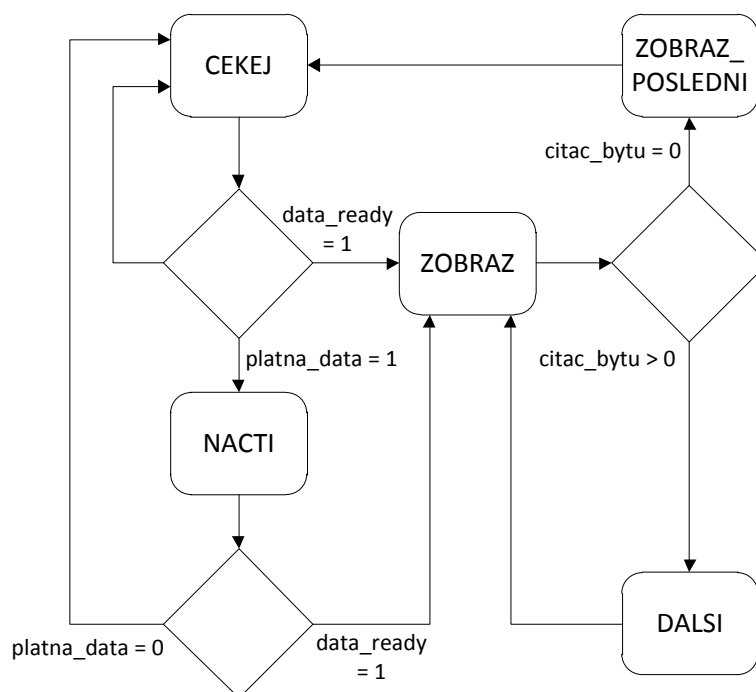 CEKEJ
ZOBRAZ_
POSLEDNI
citac_bytu = 0
data_ready
= 1
ZOBRAZ
platna_data = 1
citac_bytu > 0
NACTI
platna_data = 0
data_ready
= 1
DALSI